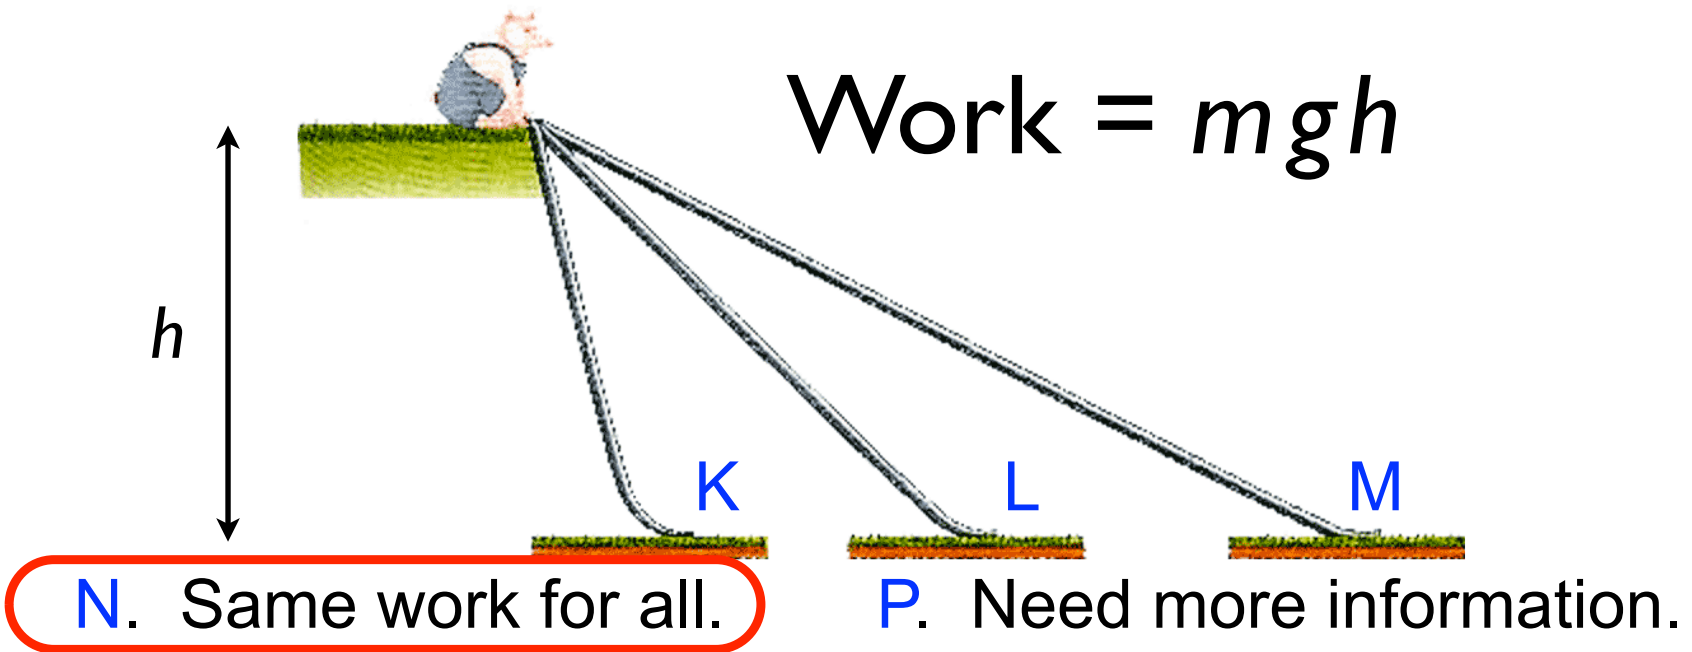 Work = mgh
h
K L M
N. Same work for all. P. Need more information.